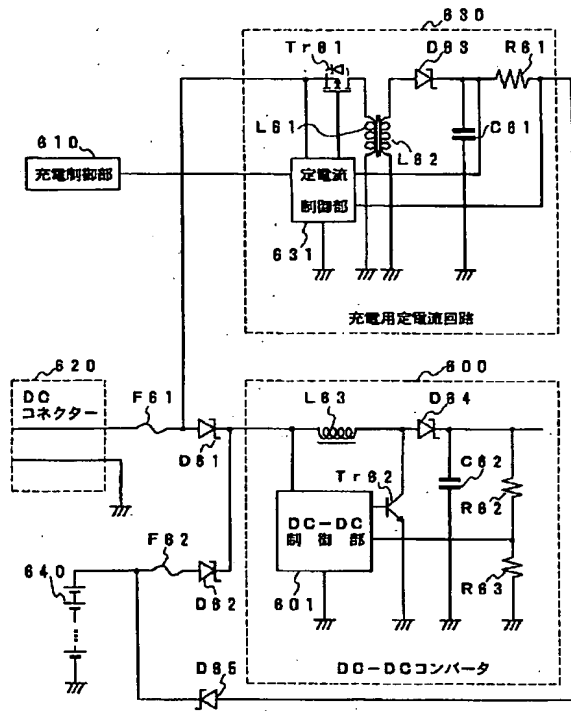 630
Tr61
D63
R61
L61
L62
C61
610
充電制御部
定電流
制御部
631
充電用定電流回路
620
DC
コネクター
F61
D61
600
L63
D64
Tr62
C62
R62
DC-DC
制御部
601
R63
F62
640
D62
D65
DC-DCコンバータ